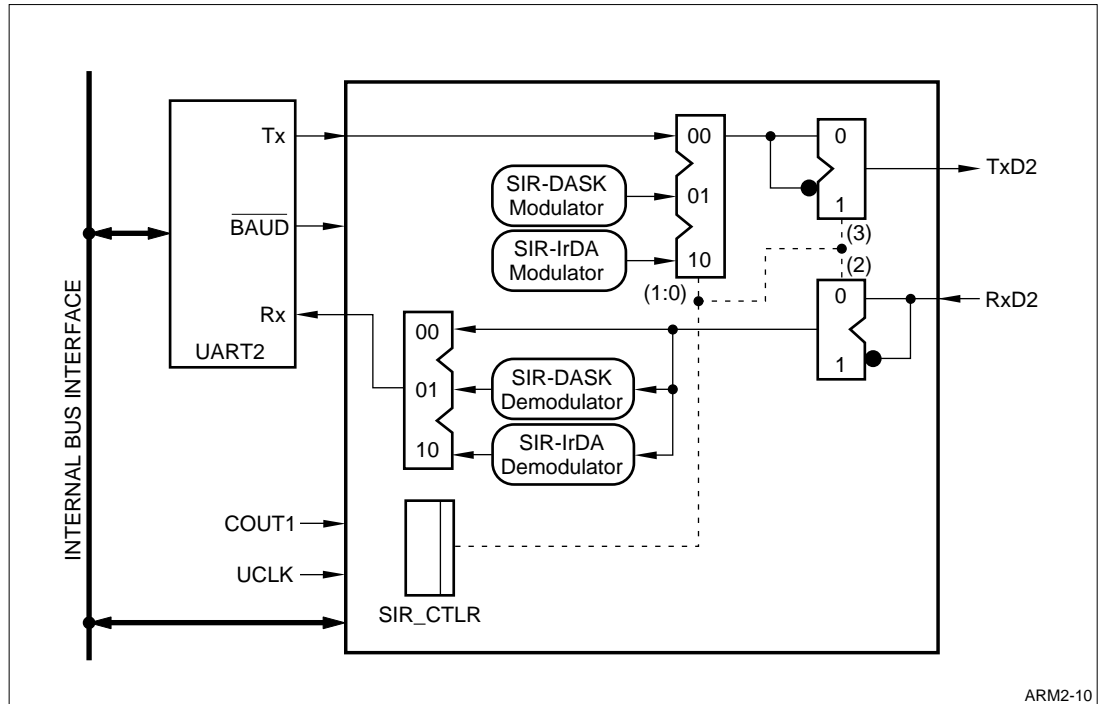 Tx
00
0
TxD2
SIR-DASK
Modulator
01
1
BAUD
(3)
SIR-IrDA
Modulator
10
(2)
(1:0)
0
RxD2
Rx
00
UART2
1
SIR-DASK
Demodulator
01
SIR-IrDA
Demodulator
10
INTERNAL BUS INTERFACE
COUT1
UCLK
SIR_CTLR
ARM2-10